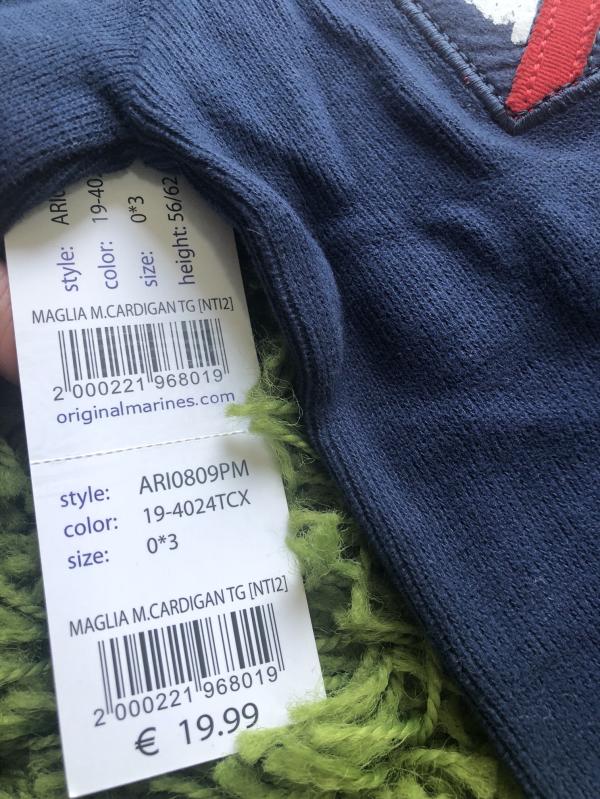 style: ARI
color: 19-40
size: 0*3
height: 56/62
MAGLIA M.CARDIGAN TG [NTI2]
2 000221 968019
originalmarines.com
style: ARI0809PM
color: 19-4024TCX
size: 0*3
MAGLIA M.CARDIGAN TG [NTI2]
2 000221 968019
€ 19.99